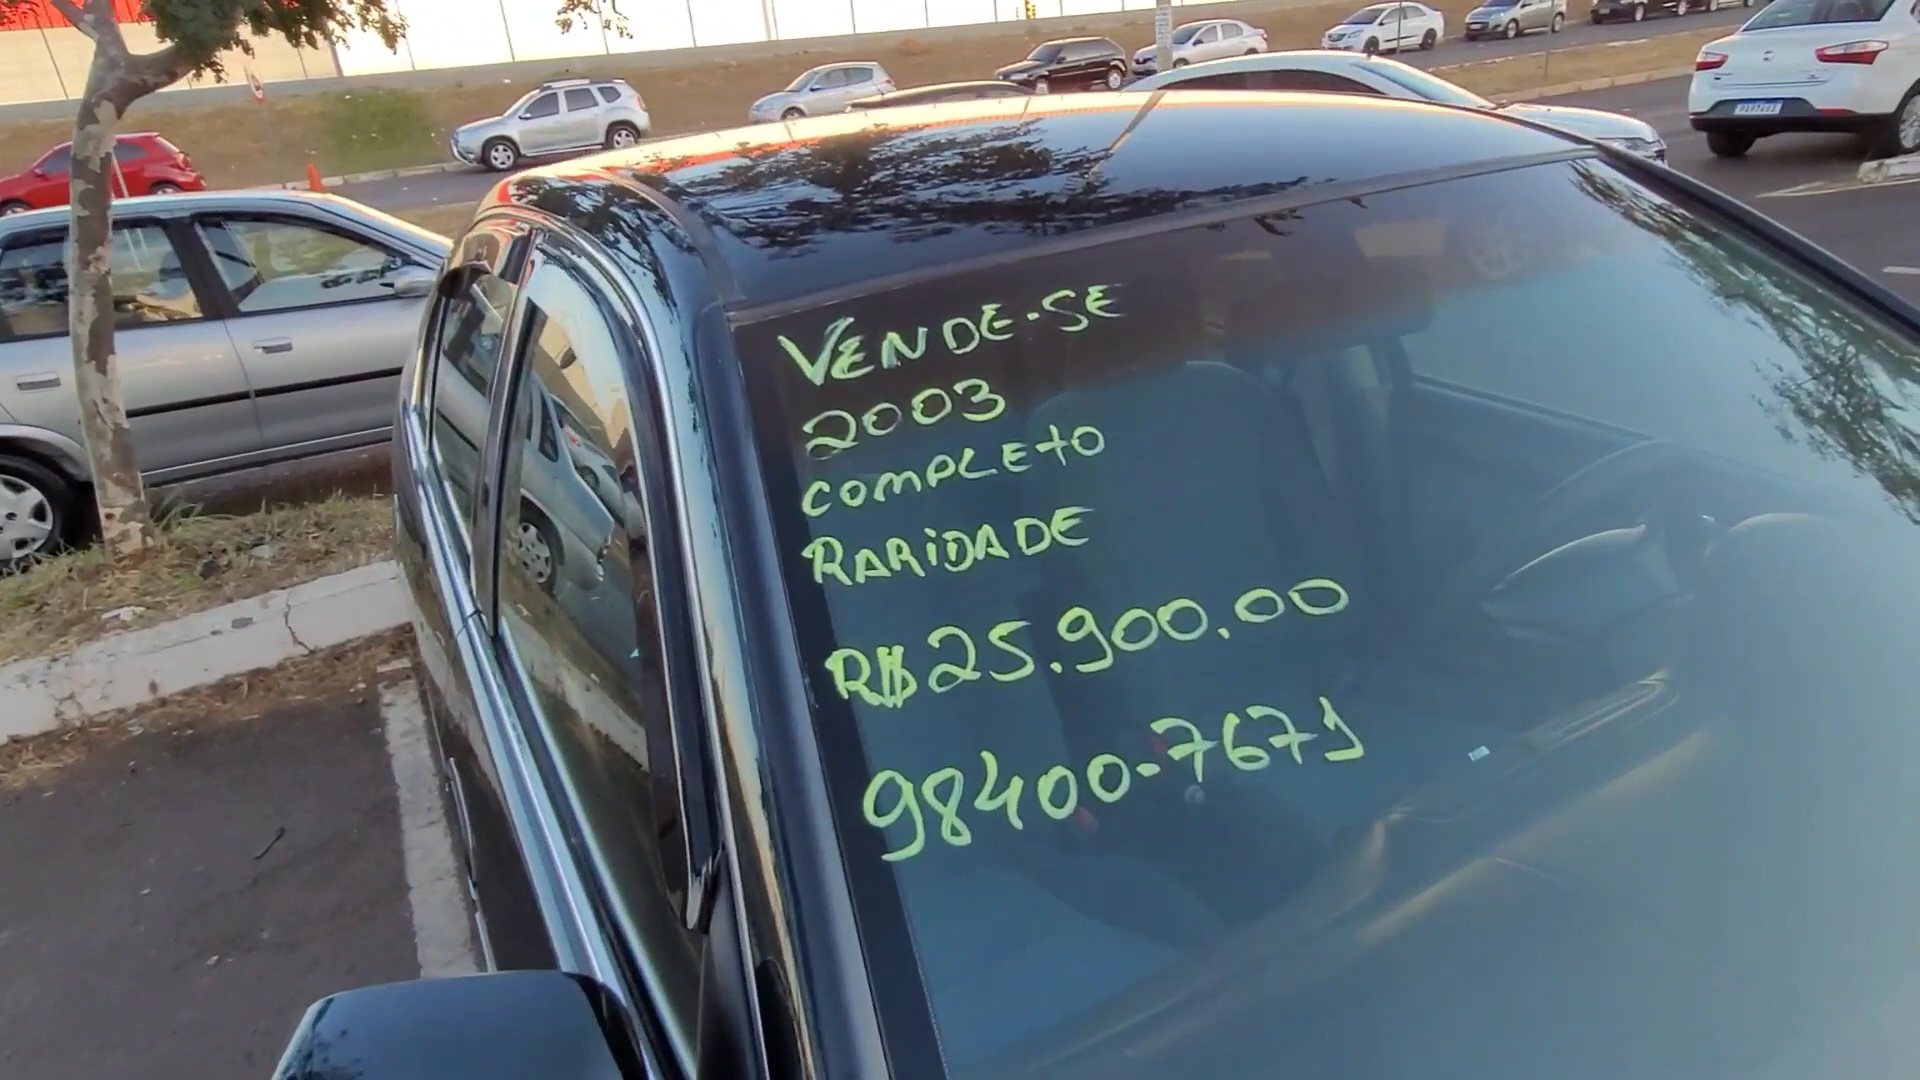 VENDE-SE
2003
COMPLETO
RARIDADE
R$25.900,00
98400-7671